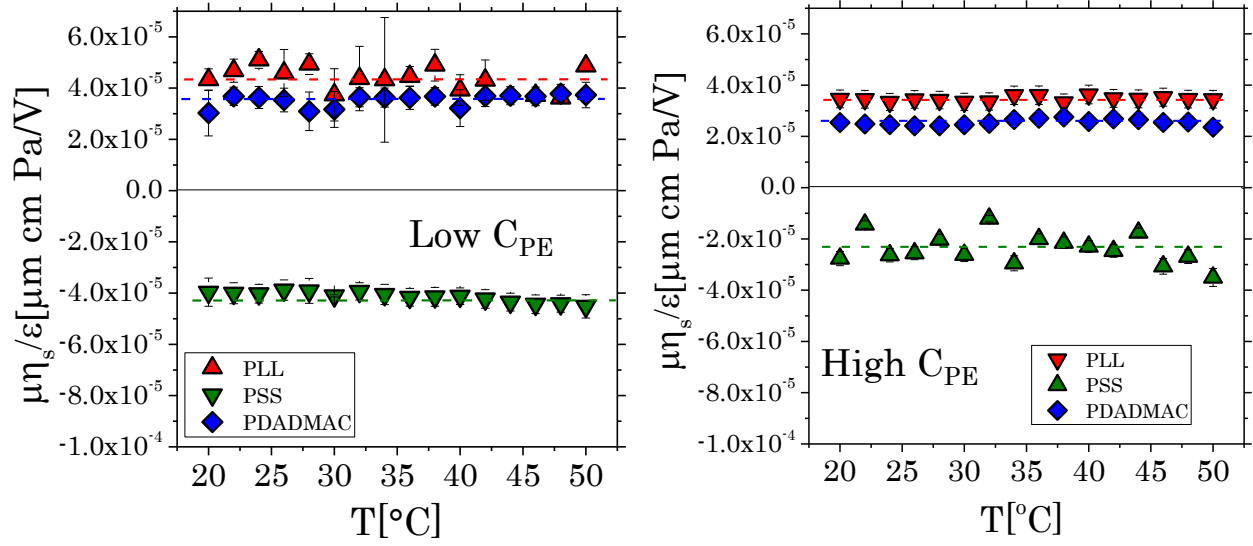 6.0x10⁻⁵
4.0x10⁻⁵
2.0x10⁻⁵
0.0
-2.0x10⁻⁵
-4.0x10⁻⁵
-6.0x10⁻⁵
-8.0x10⁻⁵
-1.0x10⁻⁴
μηₛ/ε[μm cm Pa/V]
Low C_PE
PLL
PSS
PDADMAC
20 25 30 35 40 45 50
T[°C]
6.0x10⁻⁵
4.0x10⁻⁵
2.0x10⁻⁵
0.0
-2.0x10⁻⁵
-4.0x10⁻⁵
-6.0x10⁻⁵
-8.0x10⁻⁵
-1.0x10⁻⁴
μηₛ/ε[μm cm Pa/V]
High C_PE
PLL
PSS
PDADMAC
20 25 30 35 40 45 50
T[°C]